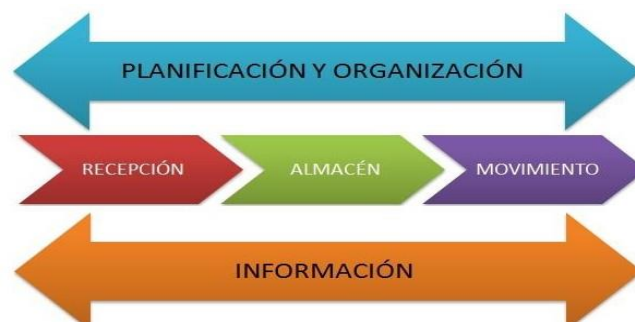 PLANIFICACIÓN Y ORGANIZACIÓN
RECEPCIÓN
ALMACÉN
MOVIMIENTO
INFORMACIÓN